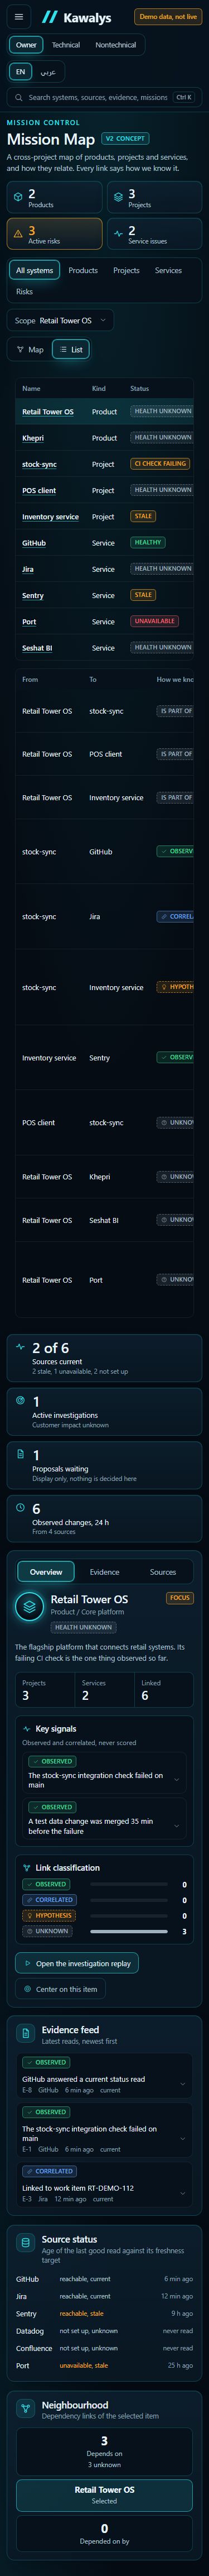 Kawalys
Demo data, not live
Owner Technical Nontechnical
EN عربي
Search systems, sources, evidence, missions Ctrl K
MISSION CONTROL
Mission Map V2 CONCEPT
A cross-project map of products, projects and services,
and how they relate. Every link says how we know it.
2
Products
3
Projects
3
Active risks
2
Service issues
All systems Products Projects Services
Risks
Scope Retail Tower OS
Map List
Name Kind Status
Retail Tower OS Product HEALTH UNKNOWN
Khepri Product HEALTH UNKNOWN
stock-sync Project CI CHECK FAILING
POS client Project HEALTH UNKNOWN
Inventory service Project STALE
GitHub Service HEALTHY
Jira Service HEALTH UNKNOWN
Sentry Service STALE
Port Service UNAVAILABLE
Seshat BI Service HEALTH UNKNOWN
From To How we kno
Retail Tower OS stock-sync IS PART OF
Retail Tower OS POS client IS PART OF
Retail Tower OS Inventory service IS PART OF
stock-sync GitHub OBSERV
stock-sync Jira CORREL
stock-sync Inventory service HYPOTH
Inventory service Sentry OBSERV
POS client stock-sync UNKNOW
Retail Tower OS Khepri UNKNOW
Retail Tower OS Seshat BI UNKNOW
Retail Tower OS Port UNKNOW
2 of 6
Sources current
2 stale, 1 unavailable, 2 not set up
1
Active investigations
Customer impact unknown
1
Proposals waiting
Display only, nothing is decided here
6
Observed changes, 24 h
From 4 sources
Overview Evidence Sources
Retail Tower OS FOCUS
Product / Core platform
HEALTH UNKNOWN
The flagship platform that connects retail systems. Its
failing CI check is the one thing observed so far.
Projects Services Linked
3 2 6
Key signals
Observed and correlated, never scored
OBSERVED
The stock-sync integration check failed on
main
OBSERVED
A test data change was merged 35 min
before the failure
Link classification
OBSERVED 0
CORRELATED 0
HYPOTHESIS 0
UNKNOWN 3
Open the investigation replay
Center on this item
Evidence feed
Latest reads, newest first
OBSERVED
GitHub answered a current status read
E-8 GitHub 6 min ago current
OBSERVED
The stock-sync integration check failed on
main
E-1 GitHub 6 min ago current
CORRELATED
Linked to work item RT-DEMO-112
E-3 Jira 12 min ago current
Source status
Age of the last good read against its freshness
target
GitHub reachable, current 6 min ago
Jira reachable, current 12 min ago
Sentry reachable, stale 9 h ago
Datadog not set up, unknown never read
Confluence not set up, unknown never read
Port unavailable, stale 25 h ago
Neighbourhood
Dependency links of the selected item
3
Depends on
3 unknown
Retail Tower OS
Selected
0
Depended on by